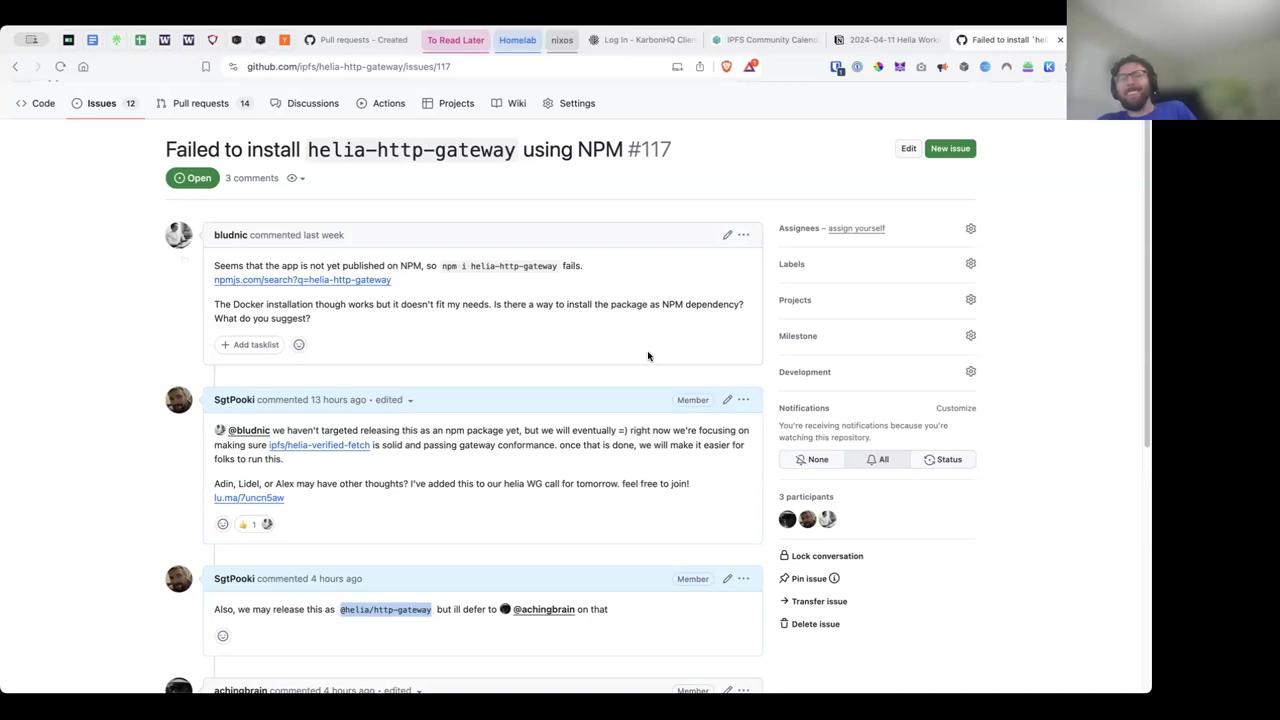 Pull requests - Created
To Read Later
Homelab
nixos
Log In - KarbonHQ Clien
IPFS Community Calend
2024-04-11 Helia Work
Failed to install `hel
github.com/ipfs/helia-http-gateway/issues/117
Code
Issues 12
Pull requests 14
Discussions
Actions
Projects
Wiki
Settings
Failed to install helia-http-gateway using NPM #117
Edit
New issue
Open
3 comments
bludnic commented last week
Seems that the app is not yet published on NPM, so npm i helia-http-gateway fails.
npmjs.com/search?q=helia-http-gateway
The Docker installation though works but it doesn't fit my needs. Is there a way to install the package as NPM dependency?
What do you suggest?
Add tasklist
SgtPooki commented 13 hours ago • edited
Member
@bludnic we haven't targeted releasing this as an npm package yet, but we will eventually =) right now we're focusing on
making sure ipfs/helia-verified-fetch is solid and passing gateway conformance. once that is done, we will make it easier for
folks to run this.
Adin, Lidel, or Alex may have other thoughts? I've added this to our helia WG call for tomorrow. feel free to join!
lu.ma/7uncn5aw
1
SgtPooki commented 4 hours ago
Member
Also, we may release this as @helia/http-gateway but ill defer to @achingbrain on that
achingbrain commented 4 hours ago • edited
Member
Assignees – assign yourself
Labels
Projects
Milestone
Development
Notifications
Customize
You're receiving notifications because you're
watching this repository.
None
All
Status
3 participants
Lock conversation
Pin issue
Transfer issue
Delete issue